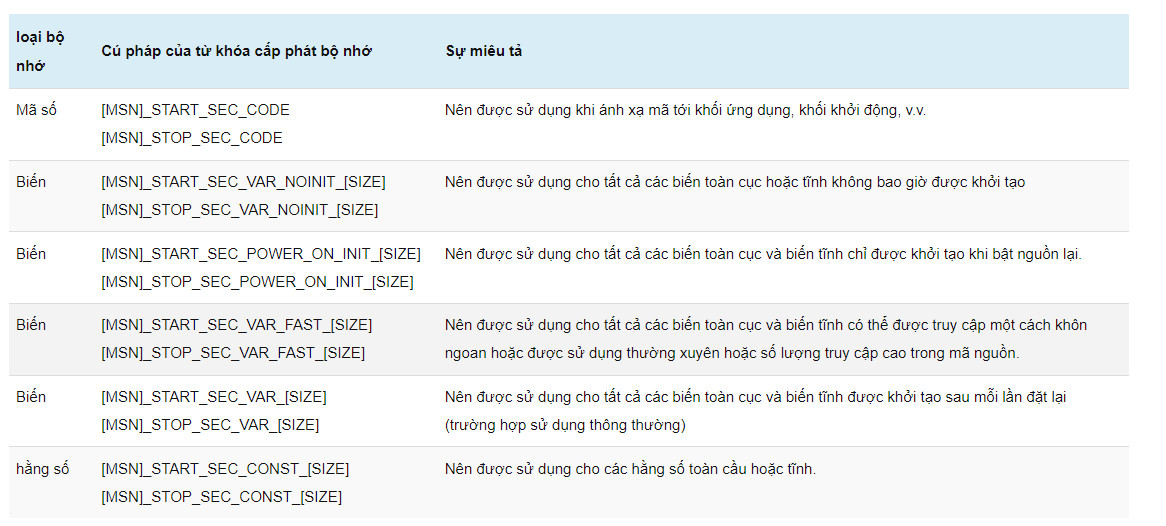 loại bộ nhớ
Cú pháp của từ khóa cấp phát bộ nhớ
Sự miêu tả
Mã số
[MSN]_START_SEC_CODE
[MSN]_STOP_SEC_CODE
Nên được sử dụng khi ánh xạ mã tới khối ứng dụng, khối khởi động, v.v.
Biến
[MSN]_START_SEC_VAR_NOINIT_[SIZE]
[MSN]_STOP_SEC_VAR_NOINIT_[SIZE]
Nên được sử dụng cho tất cả các biến toàn cục hoặc tĩnh không bao giờ được khởi tạo
Biến
[MSN]_START_SEC_POWER_ON_INIT_[SIZE]
[MSN]_STOP_SEC_POWER_ON_INIT_[SIZE]
Nên được sử dụng cho tất cả các biến toàn cục và biến tĩnh chỉ được khởi tạo khi bật nguồn lại.
Biến
[MSN]_START_SEC_VAR_FAST_[SIZE]
[MSN]_STOP_SEC_VAR_FAST_[SIZE]
Nên được sử dụng cho tất cả các biến toàn cục và biến tĩnh có thể được truy cập một cách khôn
ngoan hoặc được sử dụng thường xuyên hoặc số lượng truy cập cao trong mã nguồn.
Biến
[MSN]_START_SEC_VAR_[SIZE]
[MSN]_STOP_SEC_VAR_[SIZE]
Nên được sử dụng cho tất cả các biến toàn cục và biến tĩnh được khởi tạo sau mỗi lần đặt lại
(trường hợp sử dụng thông thường)
hằng số
[MSN]_START_SEC_CONST_[SIZE]
[MSN]_STOP_SEC_CONST_[SIZE]
Nên được sử dụng cho các hằng số toàn cầu hoặc tĩnh.